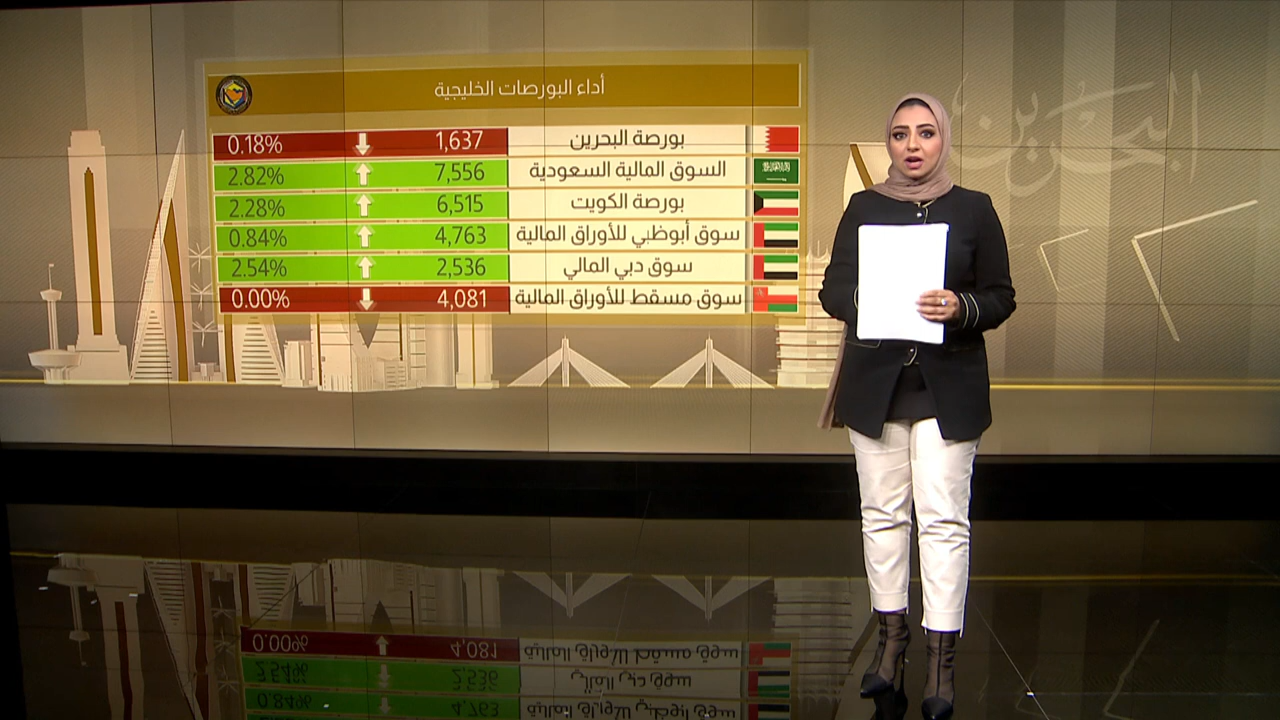 أداء البورصات الخليجية
بورصة البحرين 1,637 0.18%
السوق المالية السعودية 7,556 2.82%
بورصة الكويت 6,515 2.28%
سوق أبوظبي للأوراق المالية 4,763 0.84%
سوق دبي المالي 2,536 2.54%
سوق مسقط للأوراق المالية 4,081 0.00%
البحرين